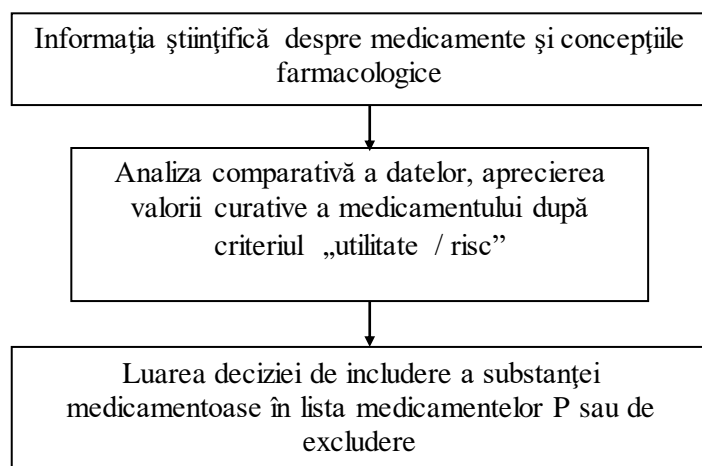 Informaţia ştiinţifică despre medicamente şi concepţiile
farmacologice
Analiza comparativă a datelor, aprecierea
valorii curative a medicamentului după
criteriul „utilitate / risc”
Luarea deciziei de includere a substanţei
medicamentoase în lista medicamentelor P sau de
excludere